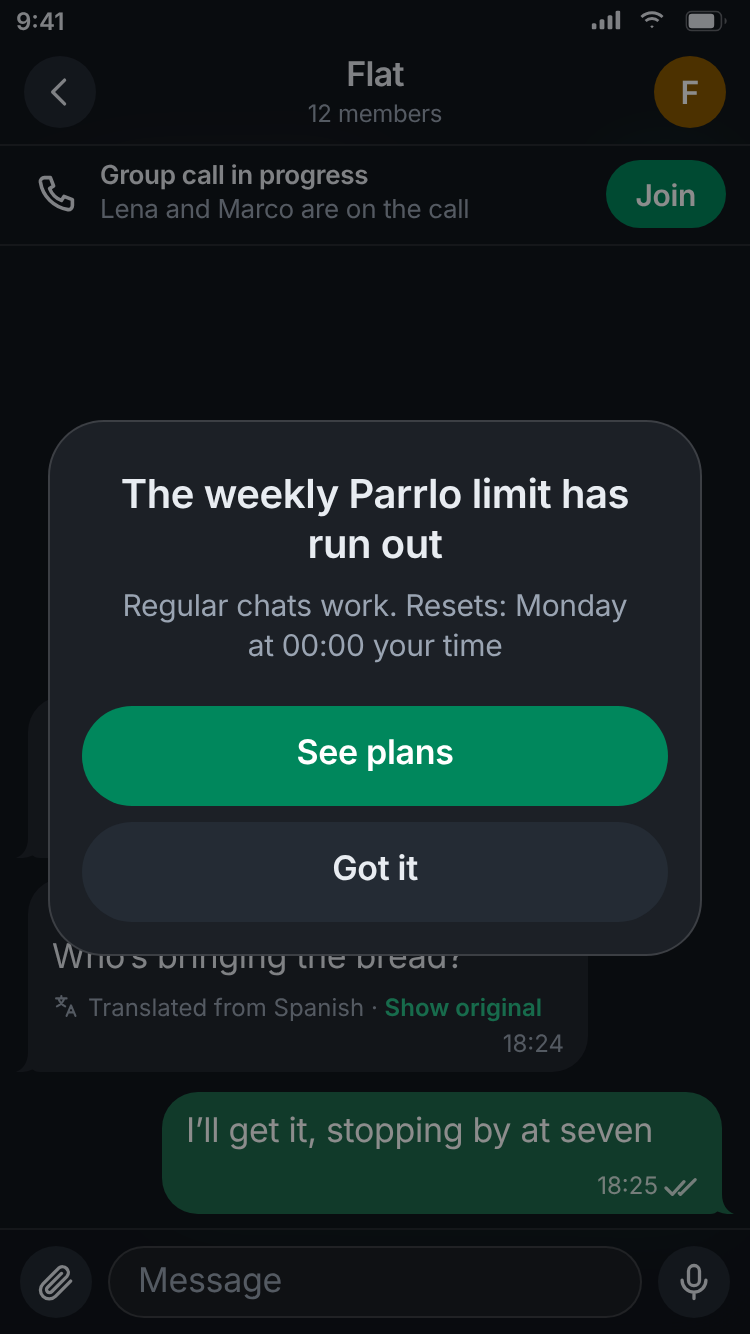 9:41
Flat
12 members
F
Group call in progress
Lena and Marco are on the call
Join
The weekly Parrlo limit has
run out
Regular chats work. Resets: Monday
at 00:00 your time
See plans
Got it
Who's bringing the bread?
Translated from Spanish · Show original
18:24
I’ll get it, stopping by at seven
18:25
Message